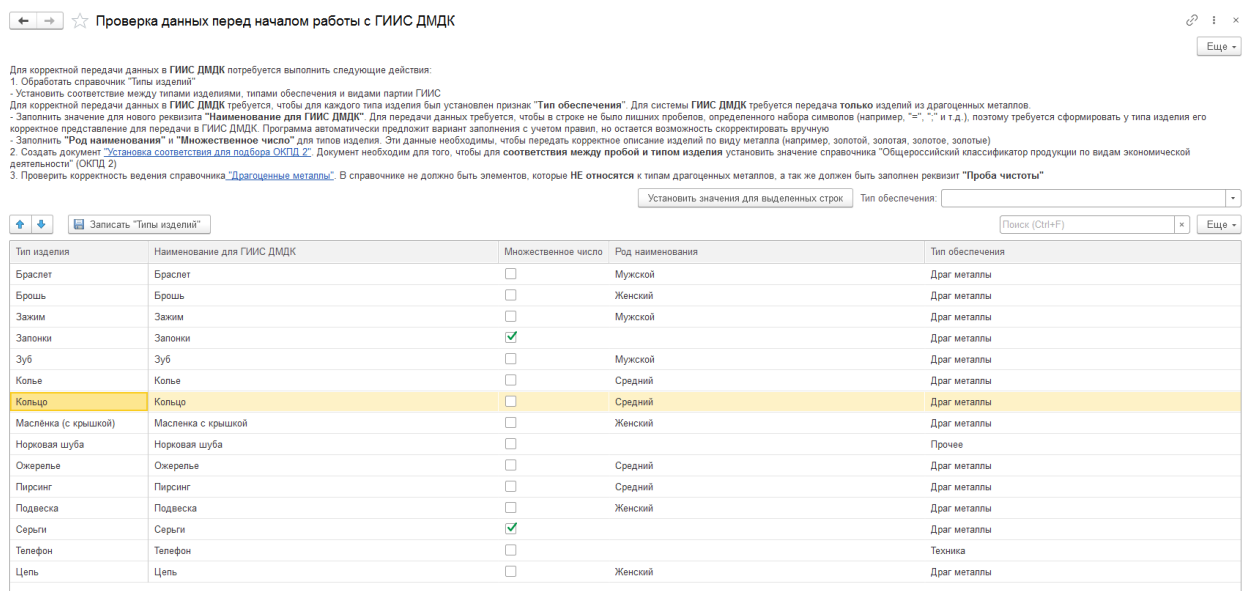 Проверка данных перед началом работы с ГИИС ДМДК
Еще
Для корректной передачи данных в ГИИС ДМДК потребуется выполнить следующие действия:
1. Обработать справочник "Типы изделий"
- Установить соответствие между типами изделиями, типами обеспечения и видами партии ГИИС
Для корректной передачи данных в ГИИС ДМДК требуется, чтобы для каждого типа изделия был установлен признак "Тип обеспечения". Для системы ГИИС ДМДК требуется передача только изделий из драгоценных металлов.
- Заполнить значение для нового реквизита "Наименование для ГИИС ДМДК". Для передачи данных требуется, чтобы в строке не было лишних пробелов, определенного набора символов (например, "=", ";" и т.д.), поэтому требуется сформировать у типа изделия его
корректное представление для передачи в ГИИС ДМДК. Программа автоматически предложит вариант заполнения с учетом правил, но остается возможность скорректировать вручную
- Заполнить "Род наименования" и "Множественное число" для типов изделия. Эти данные необходимы, чтобы передать корректное описание изделий по виду металла (например, золотой, золотая, золотое, золотые)
2. Создать документ "Установка соответствия для подбора ОКПД 2". Документ необходим для того, чтобы для соответствия между пробой и типом изделия установить значение справочника "Общероссийский классификатор продукции по видам экономической
деятельности" (ОКПД 2)
3. Проверить корректность ведения справочника "Драгоценные металлы". В справочнике не должно быть элементов, которые НЕ относятся к типам драгоценных металлов, а так же должен быть заполнен реквизит "Проба чистоты"
Установить значения для выделенных строк Тип обеспечения:
Записать "Типы изделий" Поиск (Ctrl+F) × Еще
Тип изделия Наименование для ГИИС ДМДК Множественное число Род наименования Тип обеспечения
Браслет Браслет Мужской Драг металлы
Брошь Брошь Женский Драг металлы
Зажим Зажим Мужской Драг металлы
Запонки Запонки Драг металлы
Зуб Зуб Мужской Драг металлы
Колье Колье Средний Драг металлы
Кольцо Кольцо Средний Драг металлы
Маслёнка (с крышкой) Масленка с крышкой Женский Драг металлы
Норковая шуба Норковая шуба Прочее
Ожерелье Ожерелье Средний Драг металлы
Пирсинг Пирсинг Средний Драг металлы
Подвеска Подвеска Женский Драг металлы
Серьги Серьги Драг металлы
Телефон Телефон Техника
Цепь Цепь Женский Драг металлы